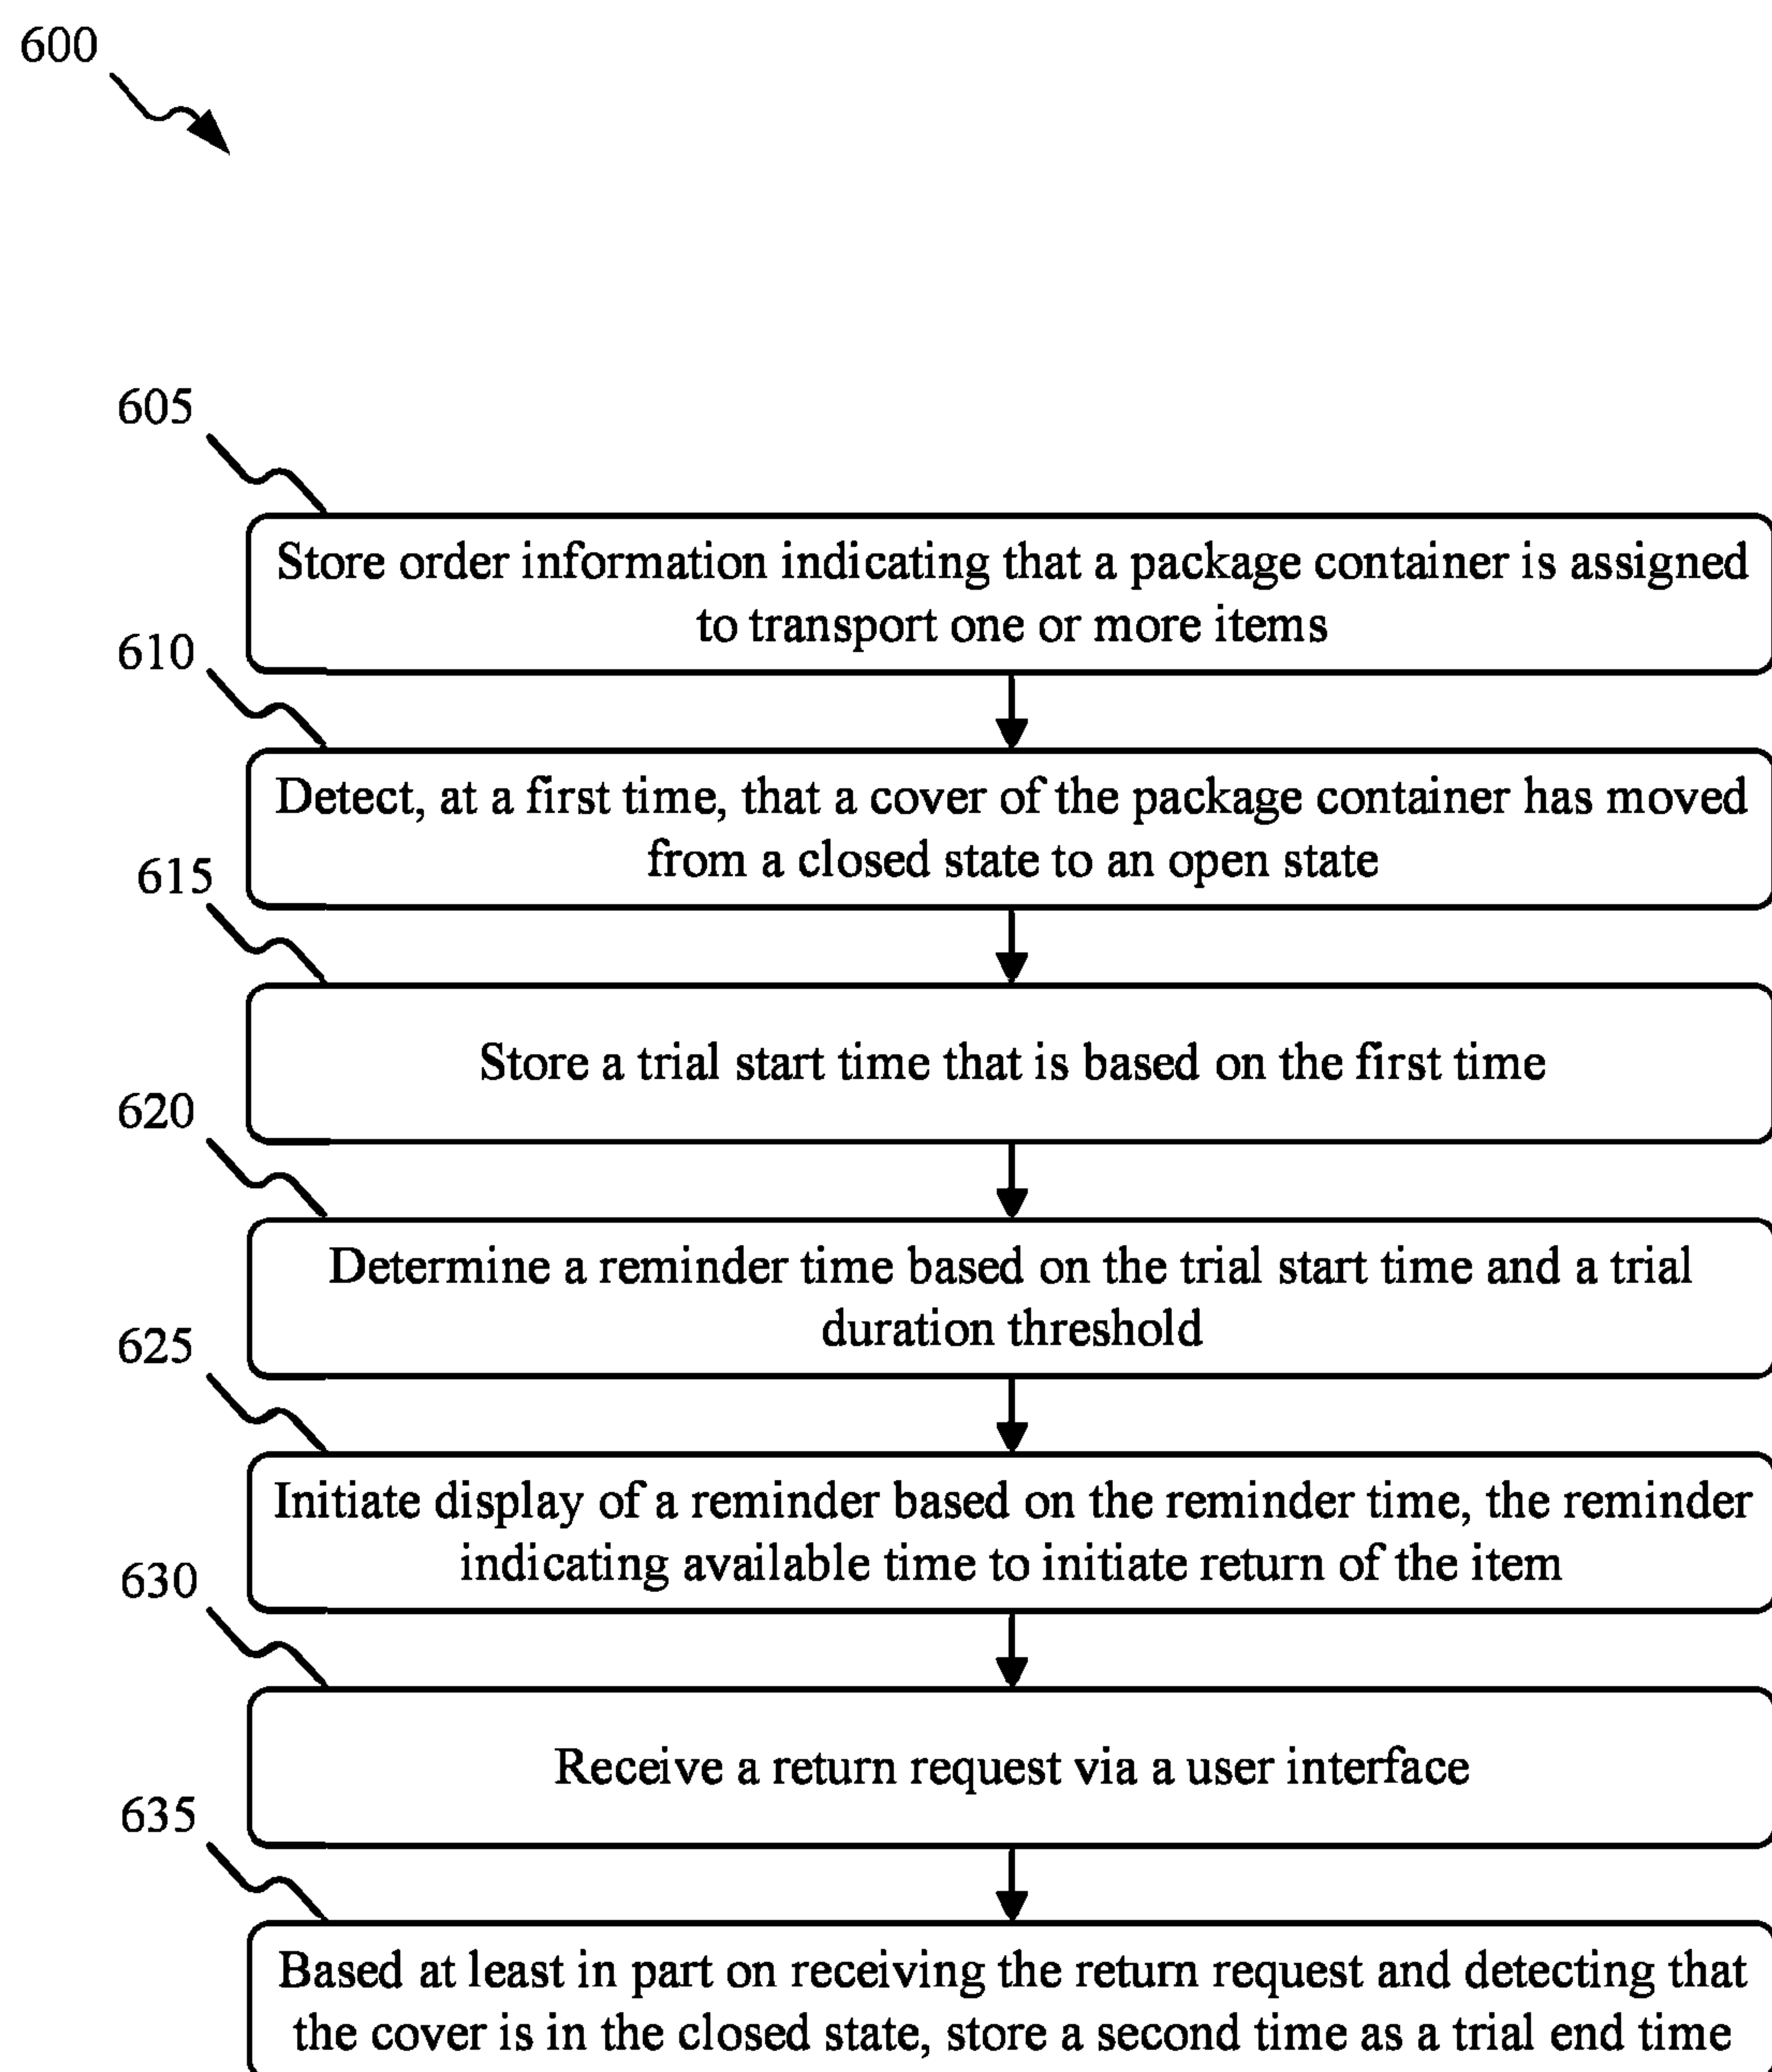 600
605
Store order information indicating that a package container is assigned
to transport one or more items
610
Detect, at a first time, that a cover of the package container has moved
from a closed state to an open state
615
Store a trial start time that is based on the first time
620
Determine a reminder time based on the trial start time and a trial
duration threshold
625
Initiate display of a reminder based on the reminder time, the reminder
indicating available time to initiate return of the item
630
Receive a return request via a user interface
635
Based at least in part on receiving the return request and detecting that
the cover is in the closed state, store a second time as a trial end time